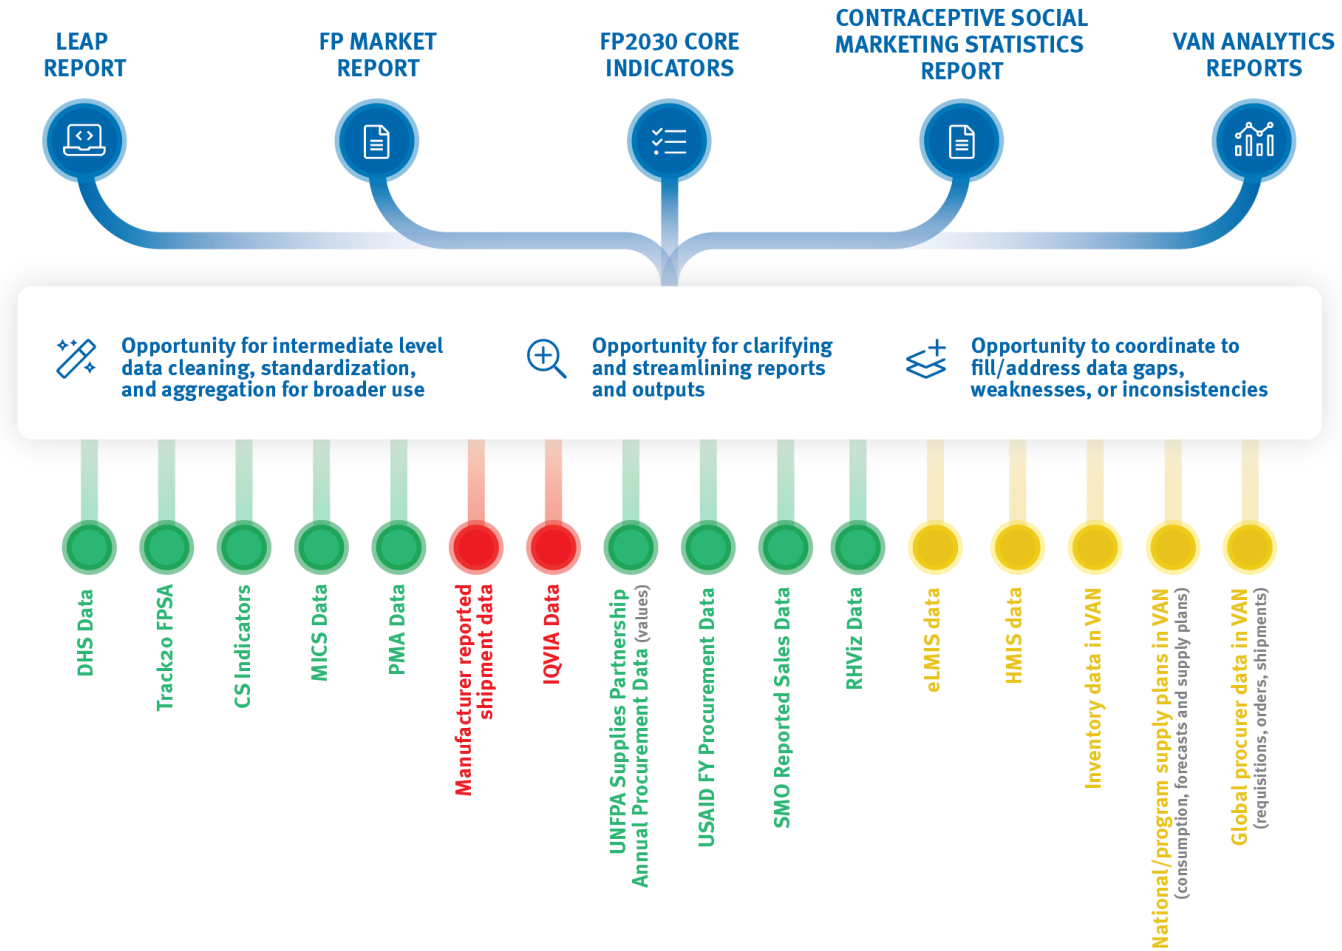 LEAP
REPORT
FP MARKET
REPORT
FP2030 CORE
INDICATORS
CONTRACEPTIVE SOCIAL
MARKETING STATISTICS
REPORT
VAN ANALYTICS
REPORTS
Opportunity for intermediate level
data cleaning, standardization,
and aggregation for broader use
Opportunity for clarifying
and streamlining reports
and outputs
Opportunity to coordinate to
fill/address data gaps,
weaknesses, or inconsistencies
DHS Data
Track20 FPSA
CS Indicators
MICS Data
PMA Data
Manufacturer reported
shipment data
IQVIA Data
UNFPA Supplies Partnership
Annual Procurement Data (values)
USAID FY Procurement Data
SMO Reported Sales Data
RHViz Data
eLMIS data
HMIS data
Inventory data in VAN
National/program supply plans in VAN
(consumption, forecasts and supply plans)
Global procurer data in VAN
(requisitions, orders, shipments)